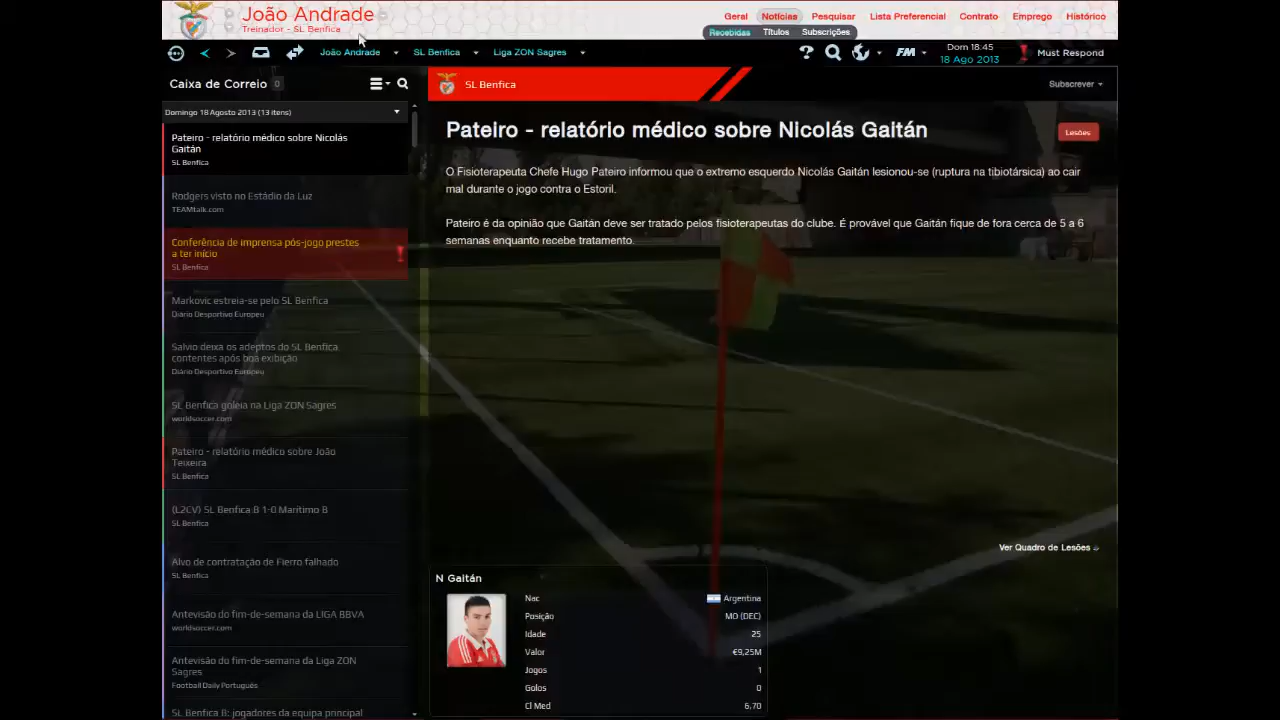 João Andrade
Treinador - SL Benfica
Geral Notícias Pesquisar Lista Preferencial Contrato Emprego Histórico
Recebidas Títulos Subscrições
João Andrade SL Benfica Liga ZON Sagres
FM
Dom 18:45
18 Ago 2013
Must Respond
Caixa de Correio 0
Domingo 18 Agosto 2013 (13 itens)
Pateiro - relatório médico sobre Nicolás
Gaitán
SL Benfica
Rodgers visto no Estádio da Luz
TEAMtalk.com
Conferência de imprensa pós-jogo prestes
a ter início
SL Benfica
Markovic estreia-se pelo SL Benfica
Diário Desportivo Europeu
Salvio deixa os adeptos do SL Benfica
contentes após boa exibição
Diário Desportivo Europeu
SL Benfica goleia na Liga ZON Sagres
worldsoccer.com
Pateiro - relatório médico sobre João
Teixeira
SL Benfica
(L2CV) SL Benfica B 1-0 Marítimo B
SL Benfica
Alvo de contratação de Fierro falhado
SL Benfica
Antevisão do fim-de-semana da LIGA BBVA
worldsoccer.com
Antevisão do fim-de-semana da Liga ZON
Sagres
Football Daily Português
SL Benfica B: jogadores da equipa principal
SL Benfica
Subscrever
Pateiro - relatório médico sobre Nicolás Gaitán
Lesões
O Fisioterapeuta Chefe Hugo Pateiro informou que o extremo esquerdo Nicolás Gaitán lesionou-se (ruptura na tibiotársica) ao cair
mal durante o jogo contra o Estoril.
Pateiro é da opinião que Gaitán deve ser tratado pelos fisioterapeutas do clube. É provável que Gaitán fique de fora cerca de 5 a 6
semanas enquanto recebe tratamento.
Ver Quadro de Lesões
N Gaitán
Nac Argentina
Posição MO (DEC)
Idade 25
Valor €9,25M
Jogos 1
Golos 0
Cl Med 6.70